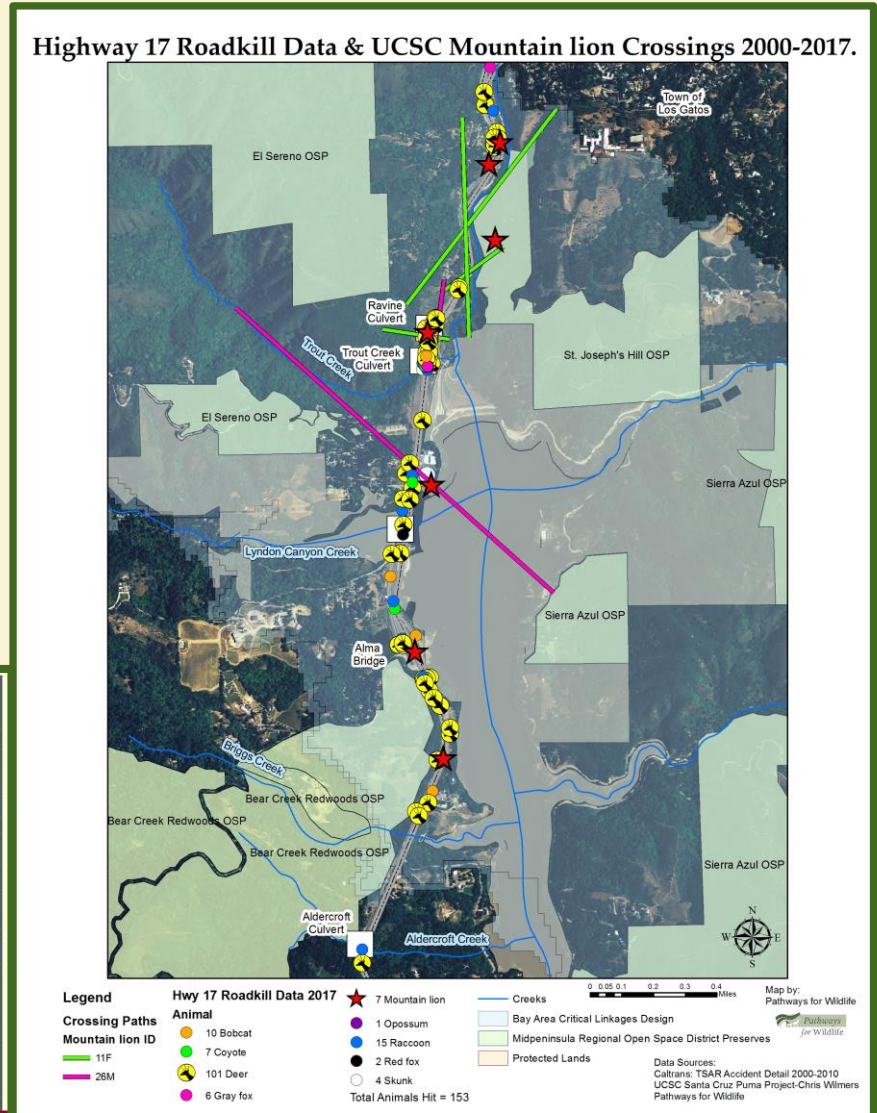 Highway 17 Roadkill Data & UCSC Mountain lion Crossings 2000-2017.
Town of
Los Gatos
El Sereno OSP
Ravine
Culvert
Trout Creek
Culvert
Trout Creek
St. Joseph's Hill OSP
El Sereno OSP
Sierra Azul OSP
Lyndon Canyon Creek
Sierra Azul OSP
Alma
Bridge
Briggs Creek
Bear Creek Redwoods OSP
Bear Creek Redwoods OSP
Bear Creek Redwoods OSP
Sierra Azul OSP
Aldercroft
Culvert
Aldercroft Creek
N
W E
S
Legend
Crossing Paths
Mountain lion ID
11F
26M
Hwy 17 Roadkill Data 2017
Animal
10 Bobcat
7 Coyote
101 Deer
6 Gray fox
7 Mountain lion
1 Opossum
15 Raccoon
2 Red fox
4 Skunk
Total Animals Hit = 153
Creeks
Bay Area Critical Linkages Design
Midpeninsula Regional Open Space District Preserves
Protected Lands
0 0.05 0.1 0.2 0.3 0.4
Miles
Map by:
Pathways for Wildlife
Pathways
for Wildlife
Data Sources:
Caltrans: TSAR Accident Detail 2000-2010
UCSC Santa Cruz Puma Project-Chris Wilmers
Pathways for Wildlife